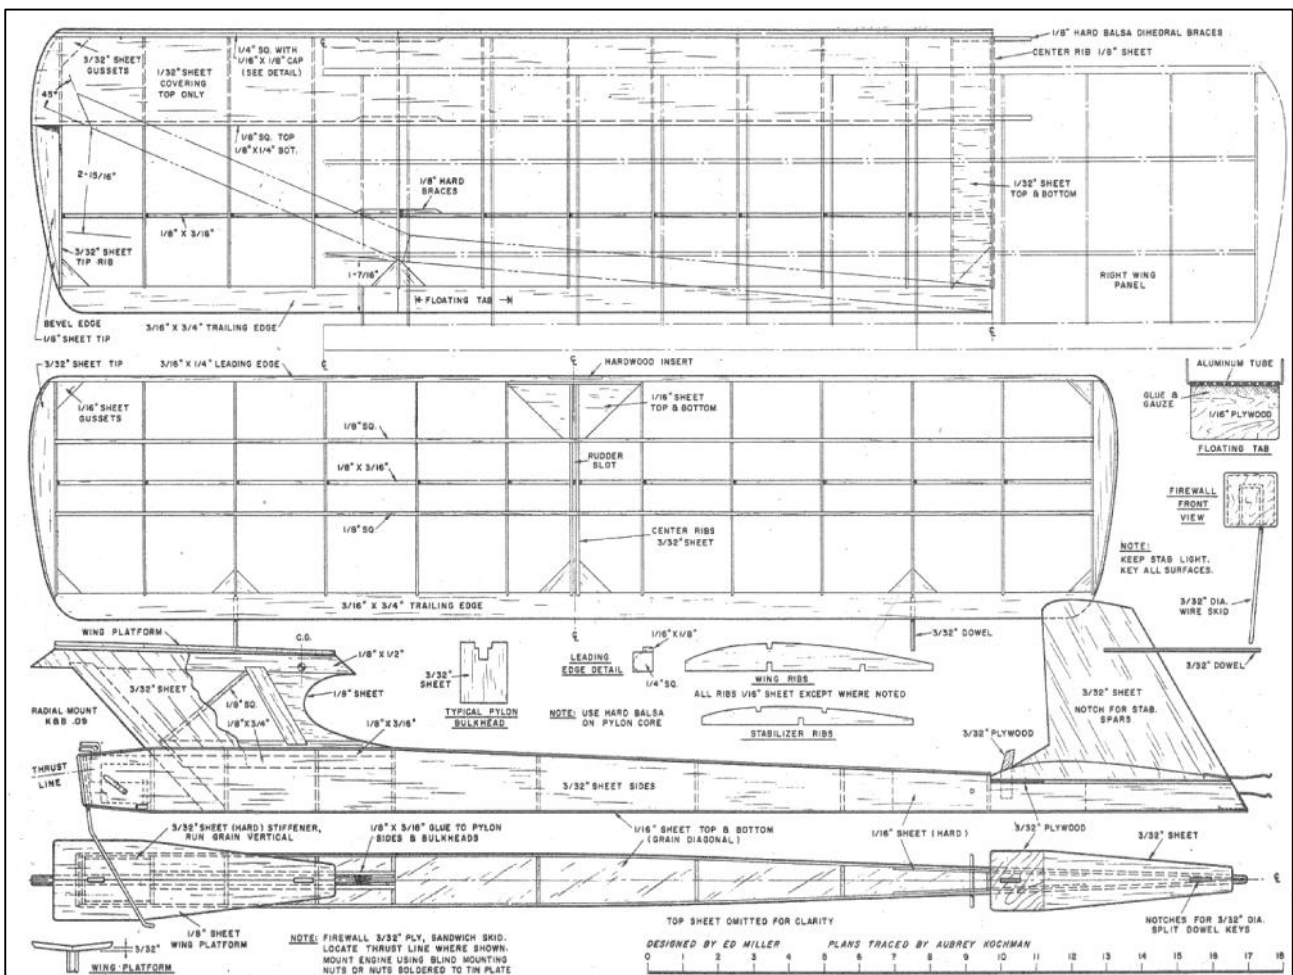 3/32" SHEET
GUSSETS
45°
1/32" SHEET
COVERING
TOP ONLY
1/4" SQ. WITH
1/16" X 1/8" CAP
(SEE DETAIL)
℄
1/8" HARD BALSA DIHEDRAL BRACES
CENTER RIB 1/8" SHEET
1/8" SQ. TOP
1/8" X 1/4" BOT.
2-15/16"
1/8" HARD
BRACES
1/32" SHEET
TOP & BOTTOM
1/8" X 3/16"
3/32" SHEET
TIP RIB
1-7/16"
FLOATING TAB
RIGHT WING
PANEL
BEVEL EDGE
1/8" SHEET TIP
3/16" X 3/4" TRAILING EDGE
℄
3/32" SHEET TIP
3/16" X 1/4" LEADING EDGE
℄
℄
HARDWOOD INSERT
ALUMINUM TUBE
GLUE &
GAUZE
1/16" PLYWOOD
FLOATING TAB
1/16" SHEET
GUSSETS
1/16" SHEET
TOP & BOTTOM
1/8" SQ.
RUDDER
SLOT
1/8" X 3/16"
1/8" SQ.
CENTER RIBS
3/32" SHEET
FIREWALL
FRONT
VIEW
NOTE:
KEEP STAB LIGHT.
KEY ALL SURFACES.
3/32" DIA.
WIRE SKID
3/16" X 3/4" TRAILING EDGE
℄
WING PLATFORM
C.G.
1/8" X 1/2"
3/32" SHEET
1/8" SHEET
1/8" SQ.
1/8" X 3/4"
1/8" X 3/16"
RADIAL MOUNT
K&B .09
THRUST
LINE
3/32"
SHEET
TYPICAL PYLON
BULKHEAD
1/16" X 1/8"
LEADING
EDGE DETAIL
1/4" SQ.
NOTE: USE HARD BALSA
ON PYLON CORE
WING RIBS
ALL RIBS 1/16" SHEET EXCEPT WHERE NOTED
STABILIZER RIBS
3/32" DOWEL
3/32" DOWEL
3/32" SHEET
NOTCH FOR STAB.
SPARS
3/32" PLYWOOD
3/32" SHEET SIDES
3/32" SHEET (HARD) STIFFENER,
RUN GRAIN VERTICAL
1/8" X 3/16" GLUE TO PYLON
SIDES & BULKHEADS
1/16" SHEET TOP & BOTTOM
(GRAIN DIAGONAL)
1/16" SHEET (HARD)
3/32" PLYWOOD
3/32" SHEET
℄
1/8" SHEET
WING PLATFORM
TOP SHEET OMITTED FOR CLARITY
NOTCHES FOR 3/32" DIA.
SPLIT DOWEL KEYS
3/32"
WING PLATFORM
NOTE: FIREWALL 3/32" PLY, SANDWICH SKID.
LOCATE THRUST LINE WHERE SHOWN.
MOUNT ENGINE USING BLIND MOUNTING
NUTS OR NUTS SOLDERED TO TIN PLATE
DESIGNED BY ED MILLER PLANS TRACED BY AUBREY KOCHMAN
0 1 2 3 4 5 6 7 8 9 10 11 12 13 14 15 16 17 18